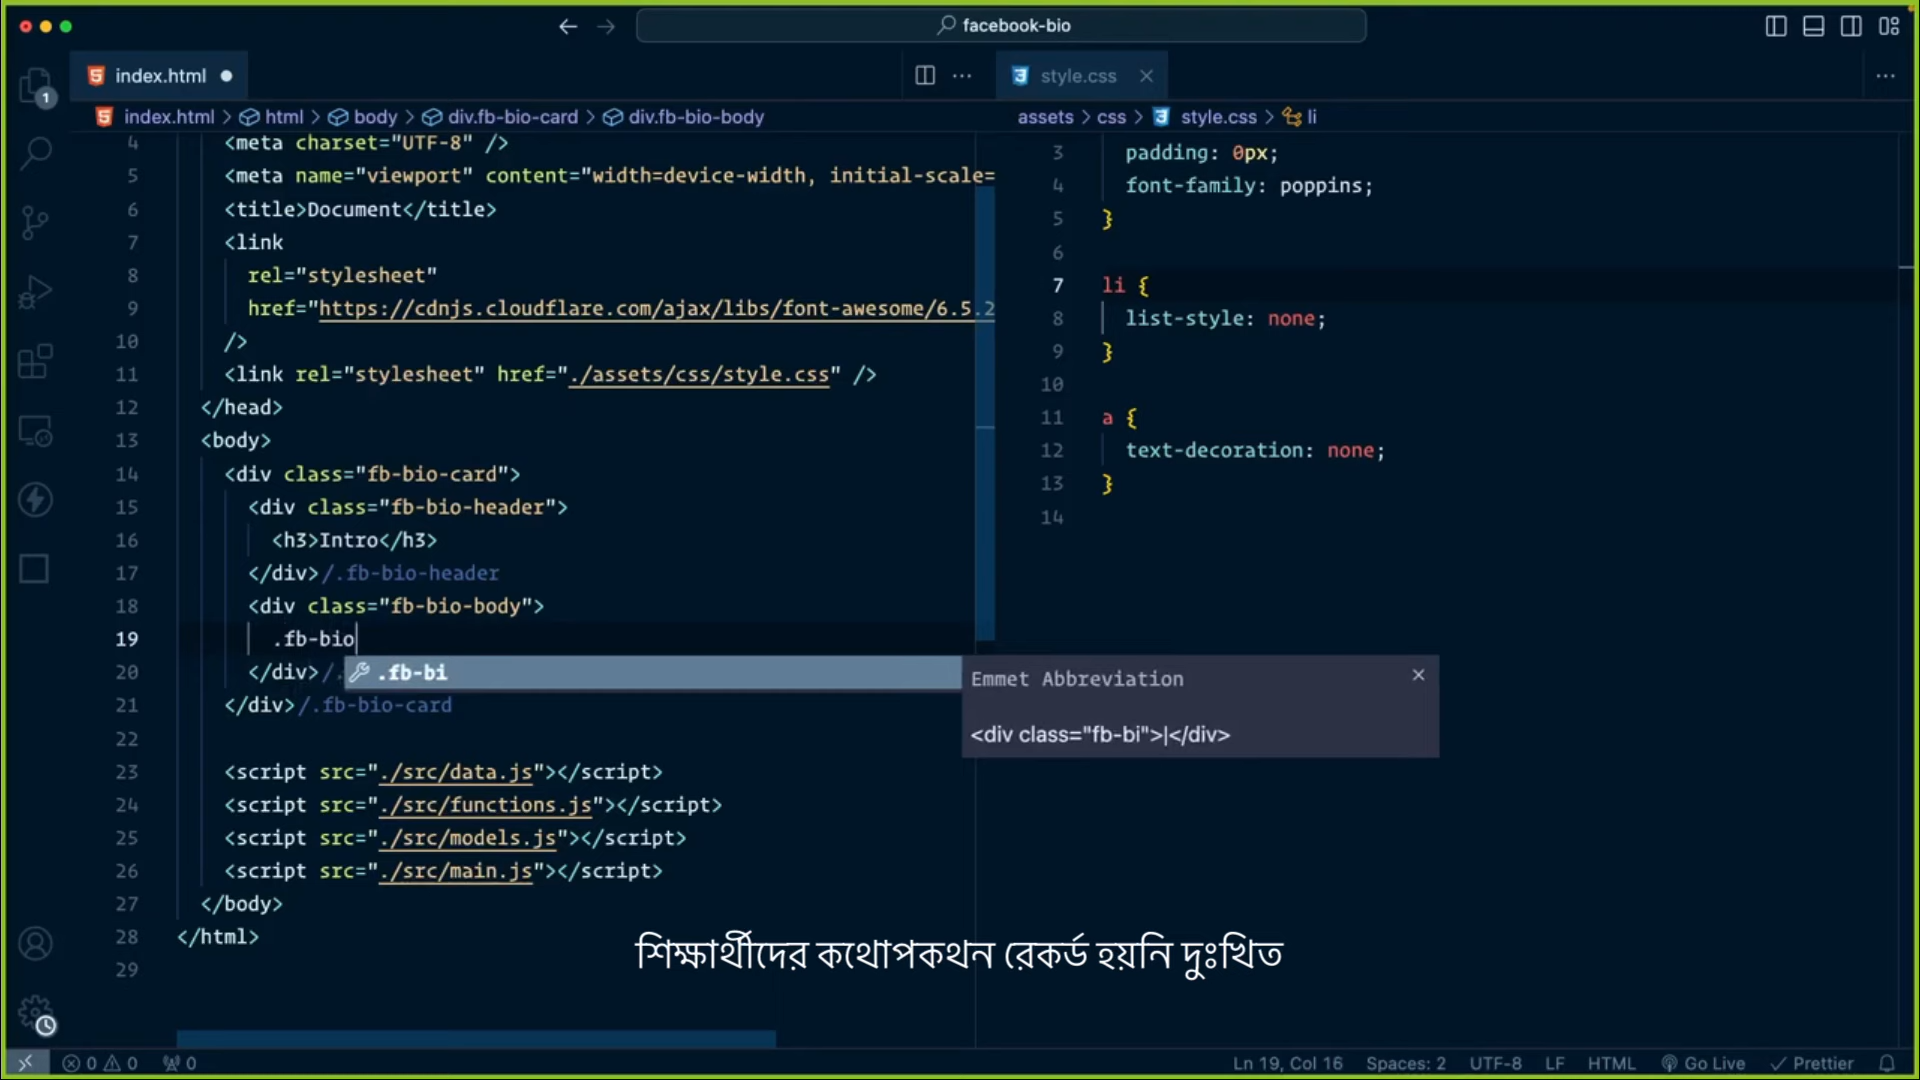 facebook-bio
index.html
style.css
1
index.html > html > body > div.fb-bio-card > div.fb-bio-body
assets > css > style.css > li
4 <meta charset="UTF-8" />
5 <meta name="viewport" content="width=device-width, initial-scale=
6 <title>Document</title>
7 <link
8 rel="stylesheet"
9 href="https://cdnjs.cloudflare.com/ajax/libs/font-awesome/6.5.2
10 />
11 <link rel="stylesheet" href="./assets/css/style.css" />
12 </head>
13 <body>
14 <div class="fb-bio-card">
15 <div class="fb-bio-header">
16 <h3>Intro</h3>
17 </div>/.fb-bio-header
18 <div class="fb-bio-body">
19 .fb-bio
20 </div>/.
.fb-bi
21 </div>/.fb-bio-card
22
23 <script src="./src/data.js"></script>
24 <script src="./src/functions.js"></script>
25 <script src="./src/models.js"></script>
26 <script src="./src/main.js"></script>
27 </body>
28 </html>
29
3 padding: 0px;
4 font-family: poppins;
5 }
6
7 li {
8 list-style: none;
9 }
10
11 a {
12 text-decoration: none;
13 }
14
Emmet Abbreviation
<div class="fb-bi">|</div>
শিক্ষার্থীদের কথোপকথন রেকর্ড হয়নি দুঃখিত
0 0 0
Ln 19, Col 16 Spaces: 2 UTF-8 LF HTML Go Live Prettier